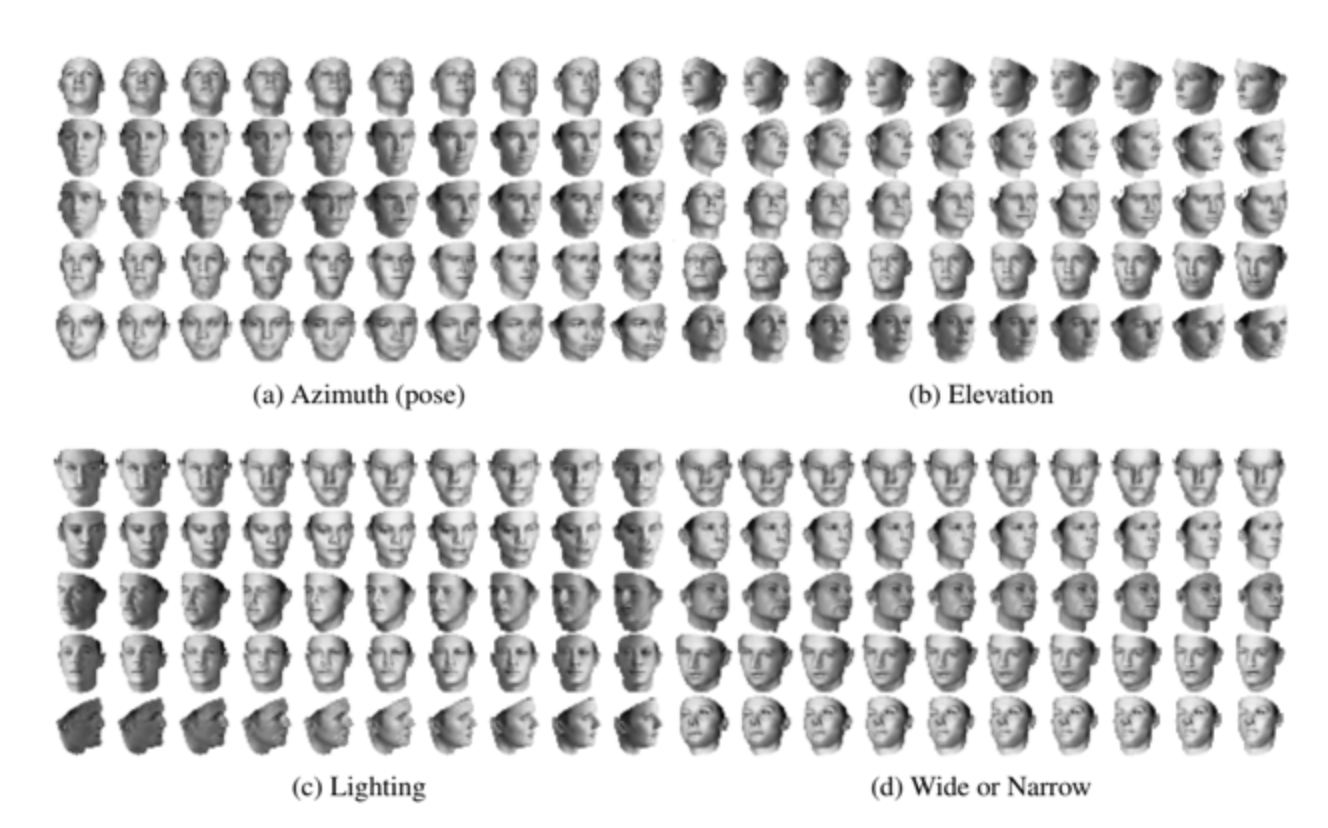 (a) Azimuth (pose)
(b) Elevation
(c) Lighting
(d) Wide or Narrow